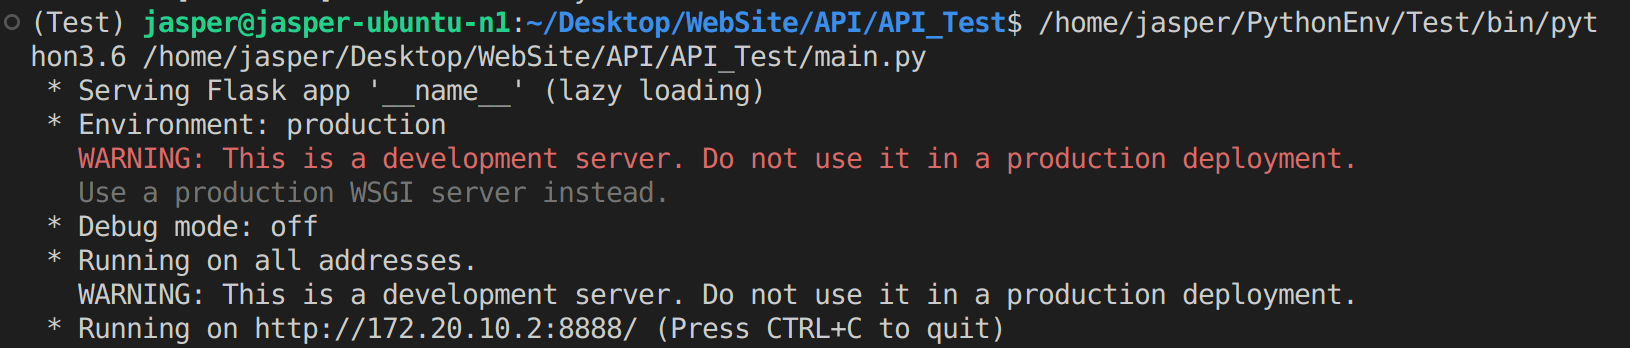 (Test) jasper@jasper-ubuntu-n1:~/Desktop/WebSite/API/API_Test$ /home/jasper/PythonEnv/Test/bin/pyt
hon3.6 /home/jasper/Desktop/WebSite/API/API_Test/main.py
 * Serving Flask app '__name__' (lazy loading)
 * Environment: production
   WARNING: This is a development server. Do not use it in a production deployment.
   Use a production WSGI server instead.
 * Debug mode: off
 * Running on all addresses.
   WARNING: This is a development server. Do not use it in a production deployment.
 * Running on http://172.20.10.2:8888/ (Press CTRL+C to quit)